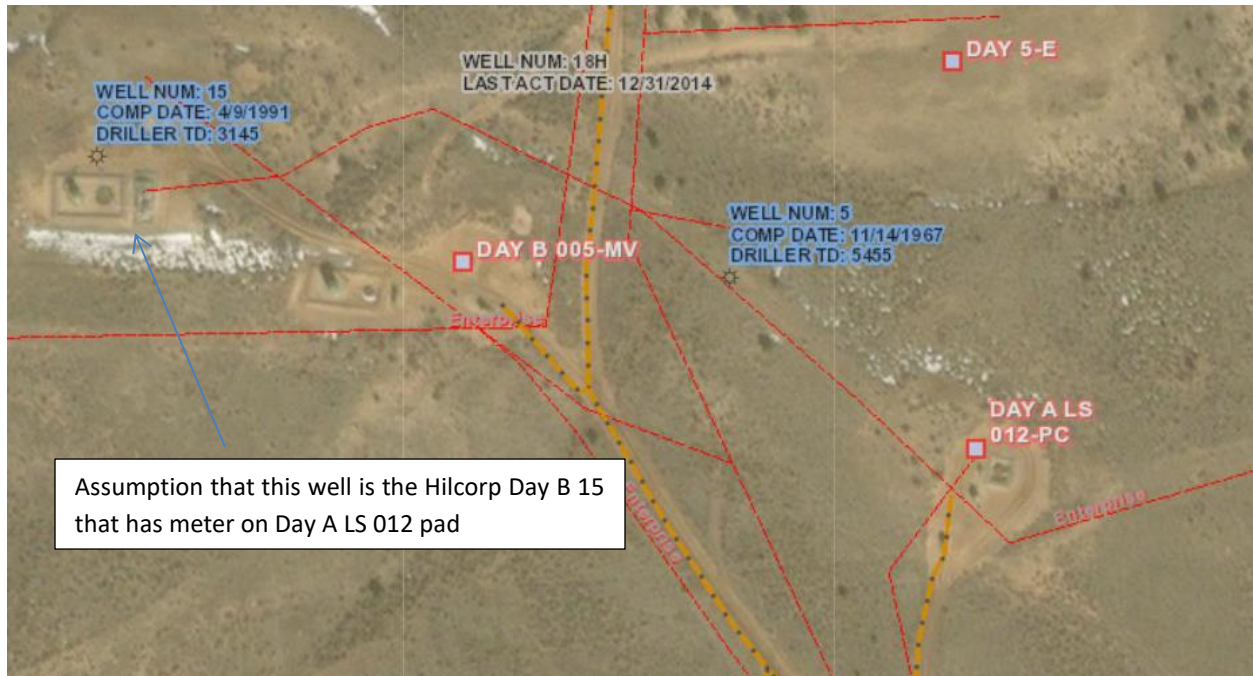 WELL NUM: 15
COMP DATE: 4/9/1991
DRILLER TD: 3145
WELL NUM: 18H
LAST ACT DATE: 12/31/2014
DAY 5-E
WELL NUM: 5
COMP DATE: 11/14/1967
DRILLER TD: 5455
DAY B 005-MV
Enterprise
DAY A LS
012-PC
Enterprise
Enterprise
Assumption that this well is the Hilcorp Day B 15
that has meter on Day A LS 012 pad